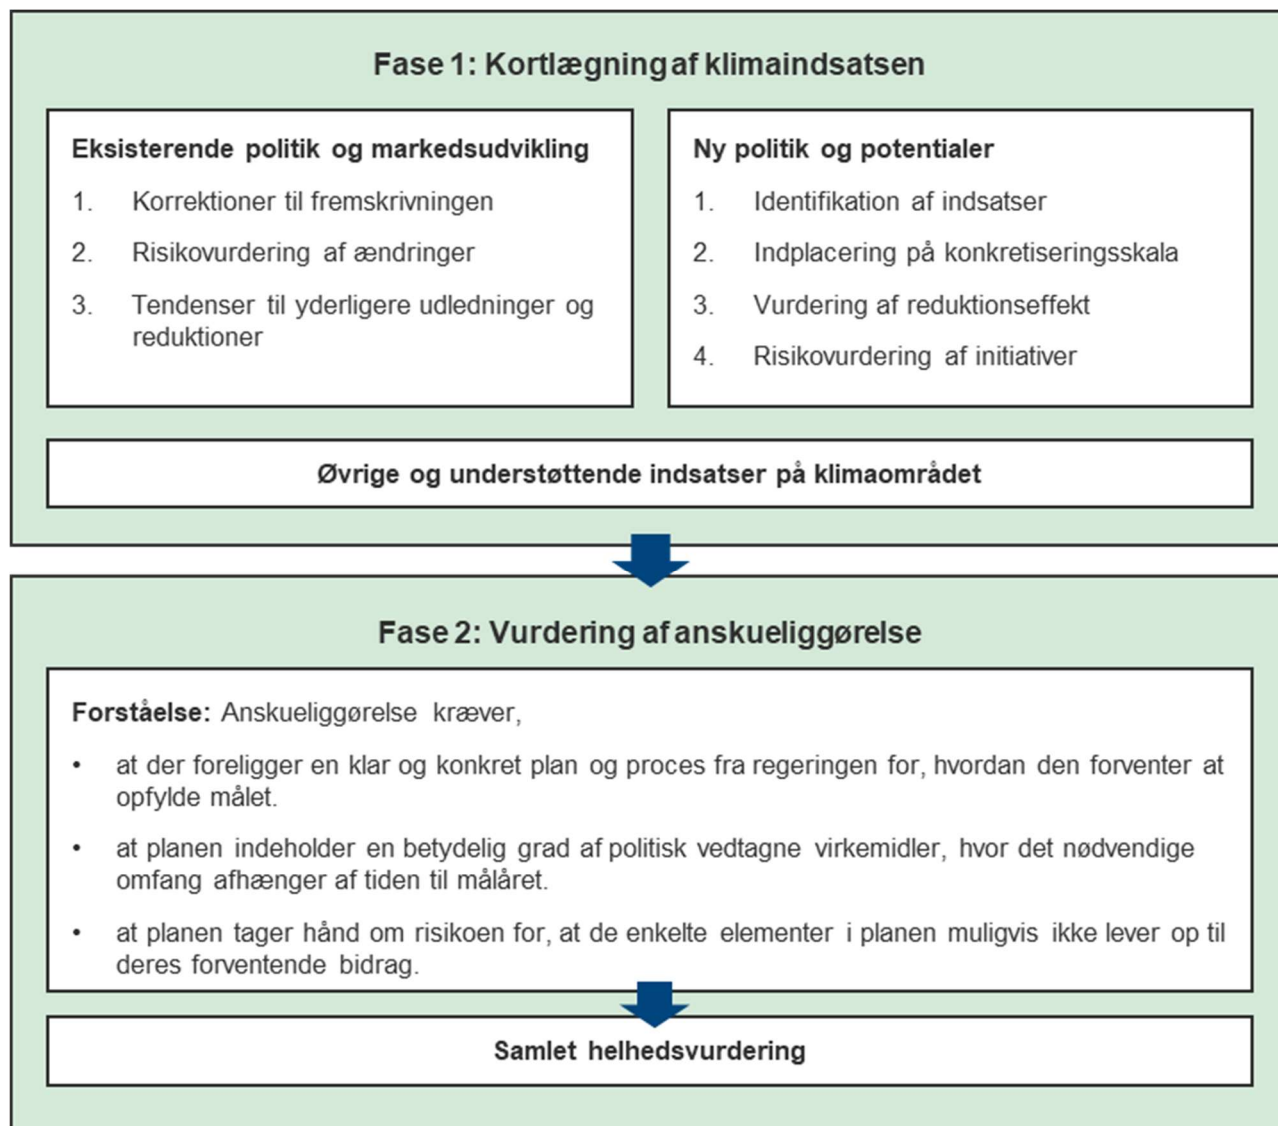 Fase 1: Kortlægning af klimaindsatsen
Eksisterende politik og markedsudvikling
1. Korrektioner til fremskrivningen
2. Risikovurdering af ændringer
3. Tendenser til yderligere udledninger og
reduktioner
Ny politik og potentialer
1. Identifikation af indsatser
2. Indplacering på konkretiseringsskala
3. Vurdering af reduktionseffekt
4. Risikovurdering af initiativer
Øvrige og understøttende indsatser på klimaområdet
Fase 2: Vurdering af anskueliggørelse
Forståelse: Anskueliggørelse kræver,
• at der foreligger en klar og konkret plan og proces fra regeringen for, hvordan den forventer at
opfylde målet.
• at planen indeholder en betydelig grad af politisk vedtagne virkemidler, hvor det nødvendige
omfang afhænger af tiden til målåret.
• at planen tager hånd om risikoen for, at de enkelte elementer i planen muligvis ikke lever op til
deres forventende bidrag.
Samlet helhedsvurdering